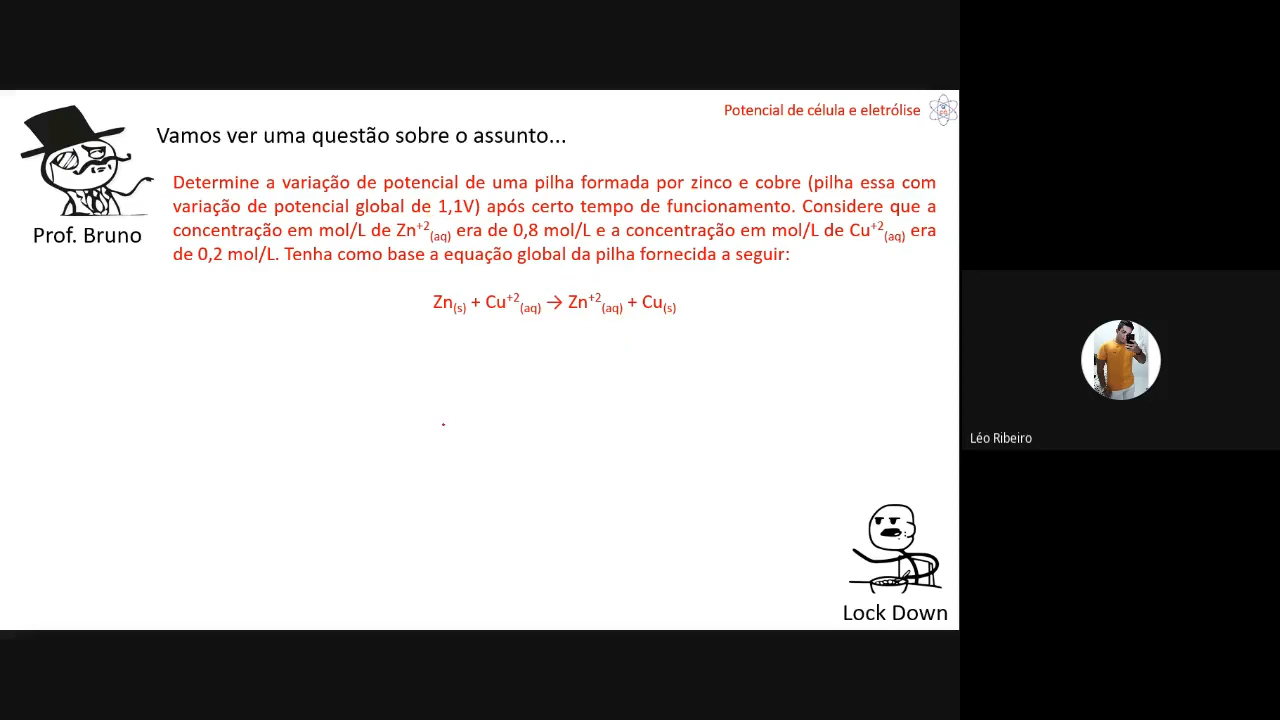 Potencial de célula e eletrólise
Vamos ver uma questão sobre o assunto...
Determine a variação de potencial de uma pilha formada por zinco e cobre (pilha essa com
variação de potencial global de 1,1V) após certo tempo de funcionamento. Considere que a
concentração em mol/L de Zn⁺²₍aq₎ era de 0,8 mol/L e a concentração em mol/L de Cu⁺²₍aq₎ era
de 0,2 mol/L. Tenha como base a equação global da pilha fornecida a seguir:
Zn(s) + Cu⁺²(aq) → Zn⁺²(aq) + Cu(s)
Prof. Bruno
Léo Ribeiro
Lock Down